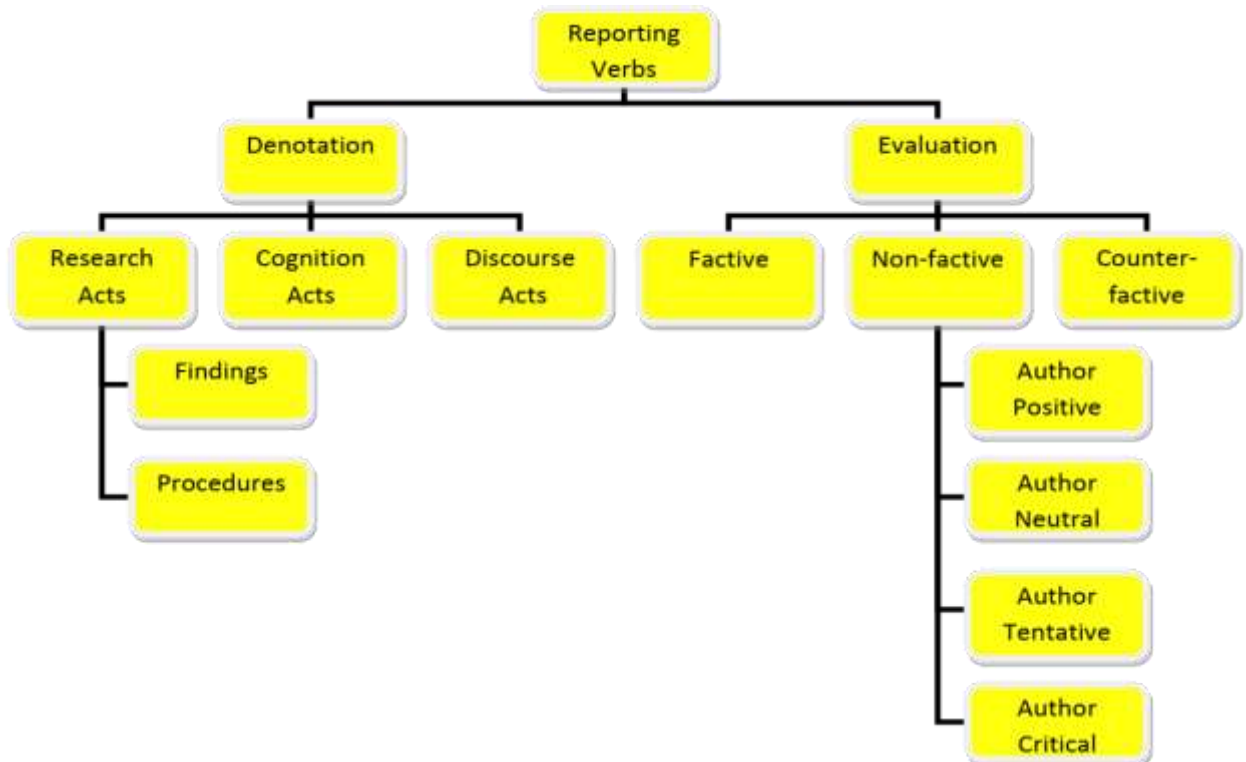 Reporting
Verbs
Denotation
Evaluation
Research
Acts
Cognition
Acts
Discourse
Acts
Factive
Non-factive
Counter-
factive
Findings
Procedures
Author
Positive
Author
Neutral
Author
Tentative
Author
Critical